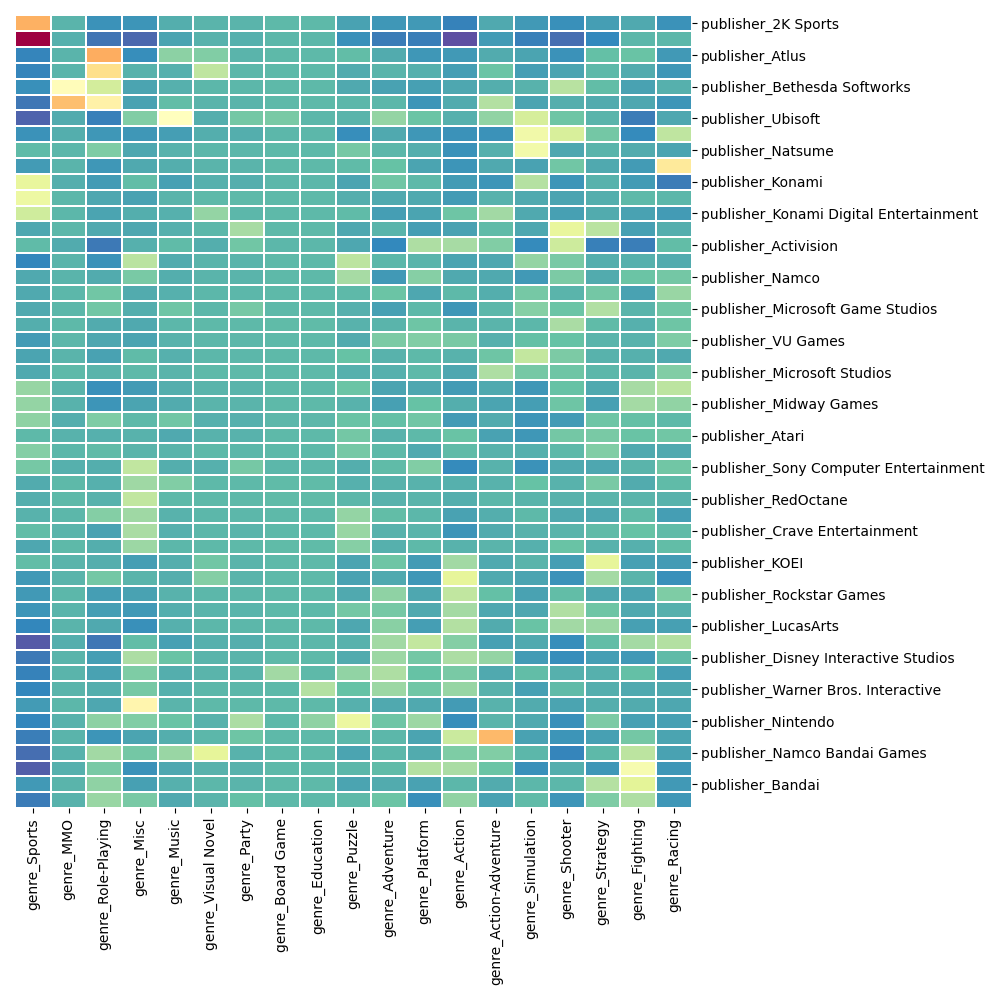 publisher_2K Sports
publisher_Atlus
publisher_Bethesda Softworks
publisher_Ubisoft
publisher_Natsume
publisher_Konami
publisher_Konami Digital Entertainment
publisher_Activision
publisher_Namco
publisher_Microsoft Game Studios
publisher_VU Games
publisher_Microsoft Studios
publisher_Midway Games
publisher_Atari
publisher_Sony Computer Entertainment
publisher_RedOctane
publisher_Crave Entertainment
publisher_KOEI
publisher_Rockstar Games
publisher_LucasArts
publisher_Disney Interactive Studios
publisher_Warner Bros. Interactive
publisher_Nintendo
publisher_Namco Bandai Games
publisher_Bandai
genre_Sports
genre_MMO
genre_Role-Playing
genre_Misc
genre_Music
genre_Visual Novel
genre_Party
genre_Board Game
genre_Education
genre_Puzzle
genre_Adventure
genre_Platform
genre_Action
genre_Action-Adventure
genre_Simulation
genre_Shooter
genre_Strategy
genre_Fighting
genre_Racing